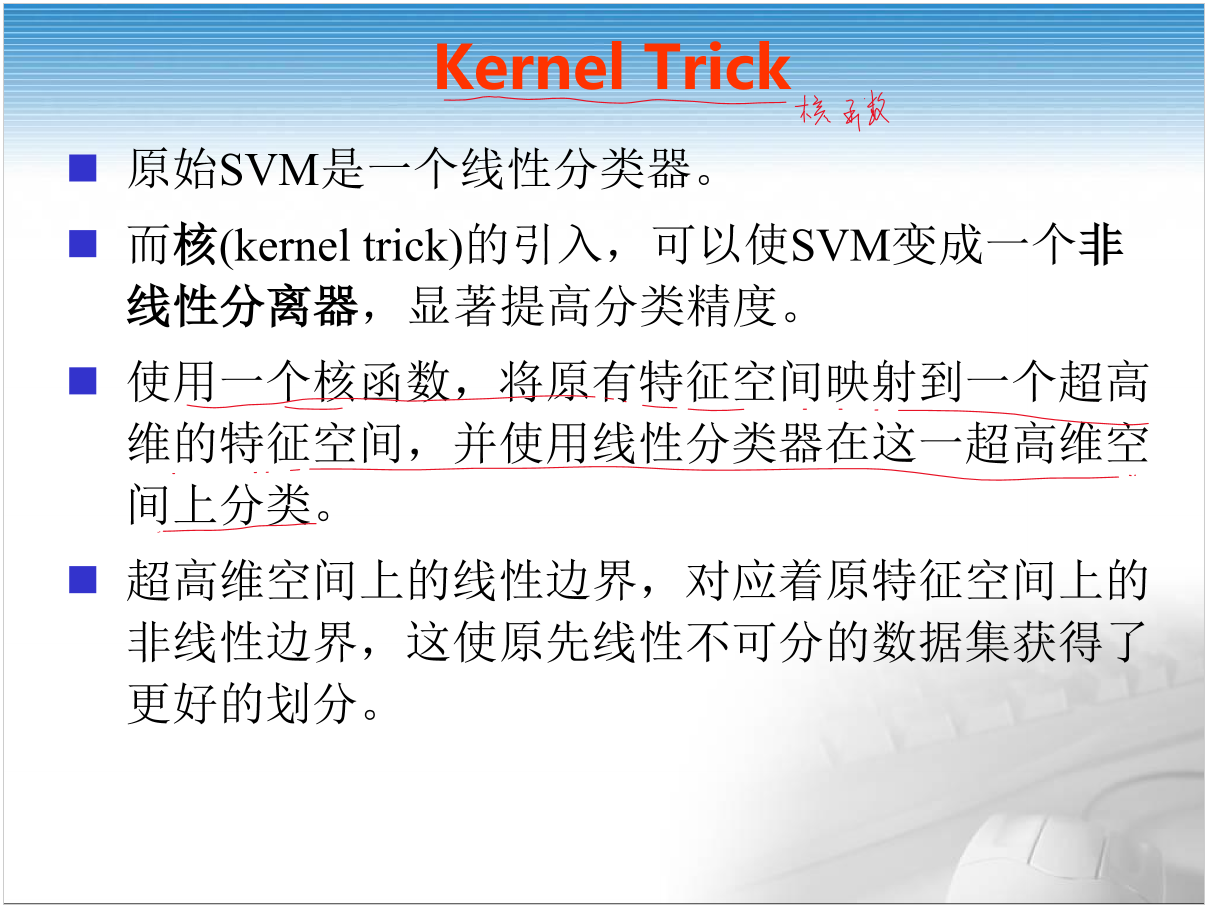 Kernel Trick
核函数
原始SVM是一个线性分类器。
而核(kernel trick)的引入，可以使SVM变成一个非
线性分离器，显著提高分类精度。
使用一个核函数，将原有特征空间映射到一个超高
维的特征空间，并使用线性分类器在这一超高维空
间上分类。
超高维空间上的线性边界，对应着原特征空间上的
非线性边界，这使原先线性不可分的数据集获得了
更好的划分。